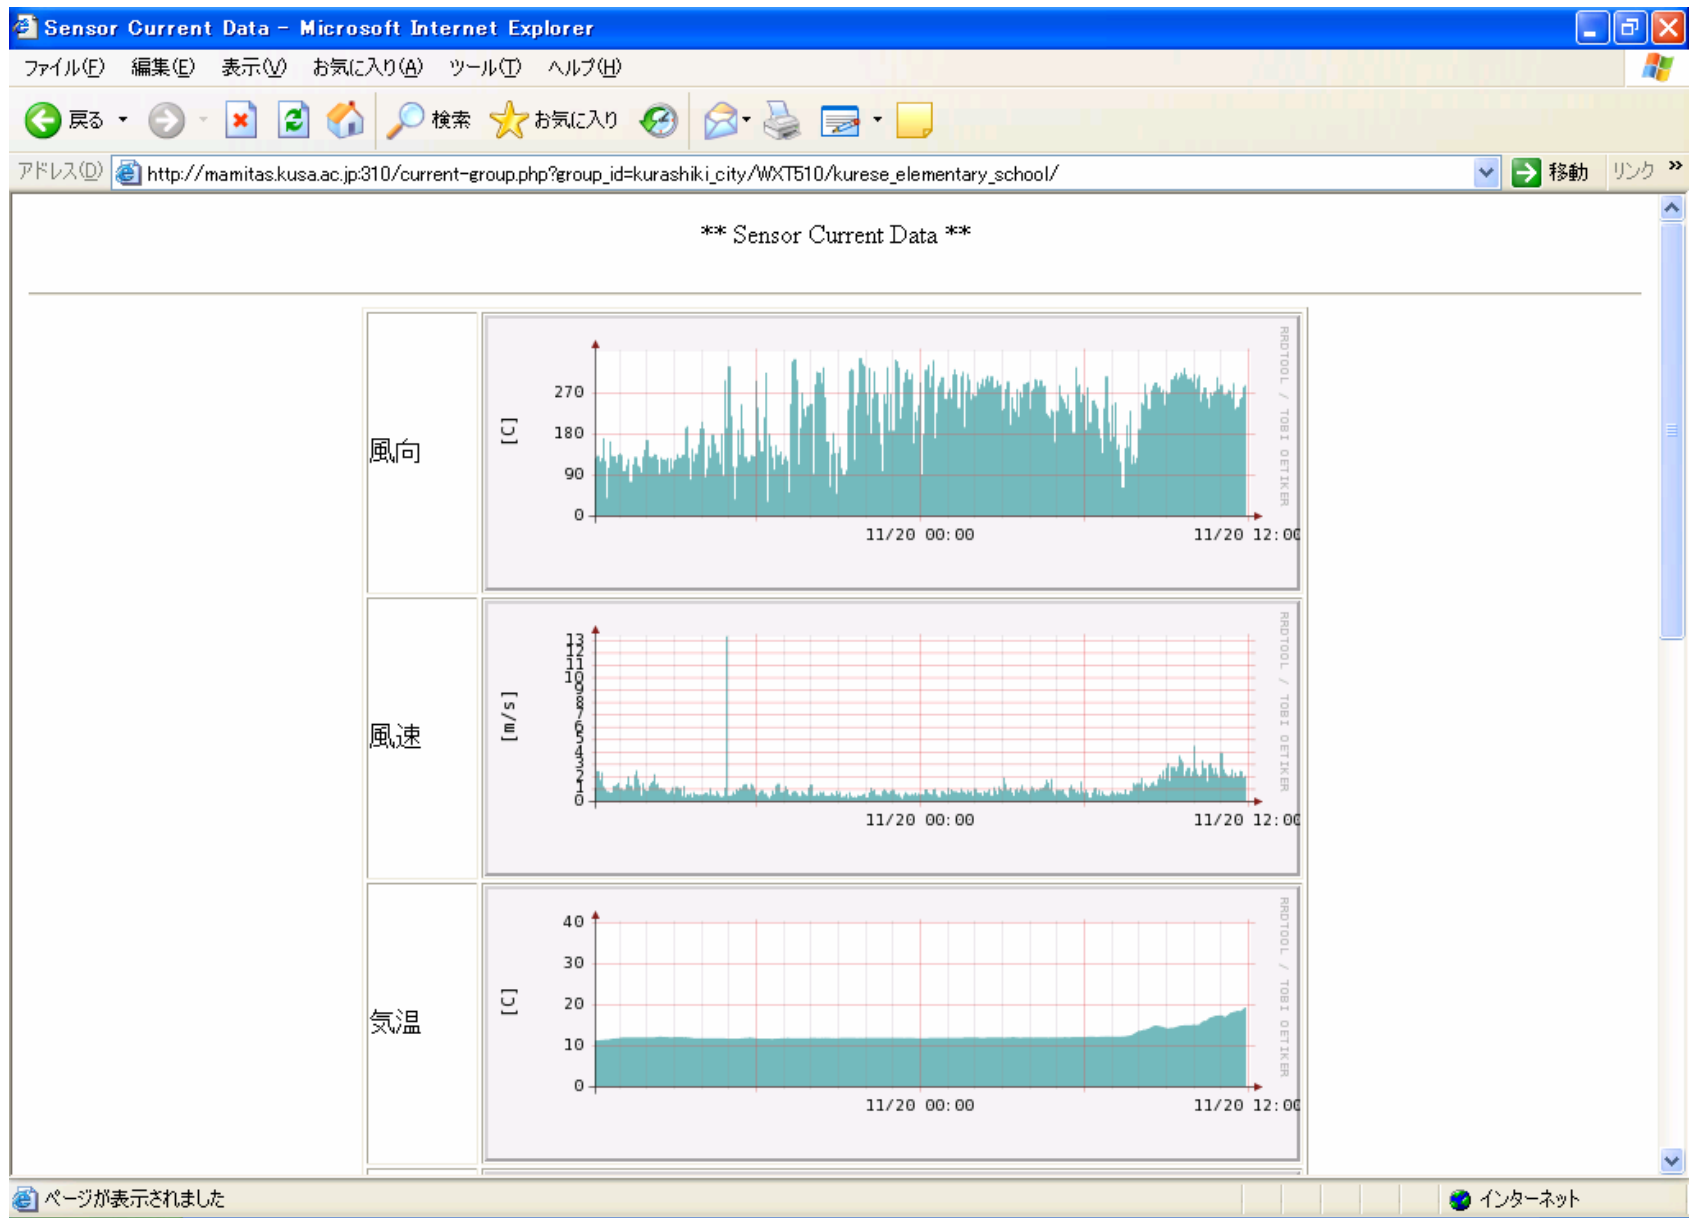 Sensor Current Data - Microsoft Internet Explorer
ファイル(F) 編集(E) 表示(V) お気に入り(A) ツール(T) ヘルプ(H)
戻る 検索 お気に入り
アドレス(D) http://mamitas.kusa.ac.jp:310/current-group.php?group_id=kurashiki_city/WXT510/kurese_elementary_school/ 移動 リンク »
** Sensor Current Data **
風向
[C]
270
180
90
0
11/20 00:00 11/20 12:00
RRDTOOL / TOBI OETIKER
風速
[m/s]
13
12
11
10
9
8
7
6
5
4
3
2
1
0
11/20 00:00 11/20 12:00
RRDTOOL / TOBI OETIKER
気温
[C]
40
30
20
10
0
11/20 00:00 11/20 12:00
RRDTOOL / TOBI OETIKER
ページが表示されました インターネット